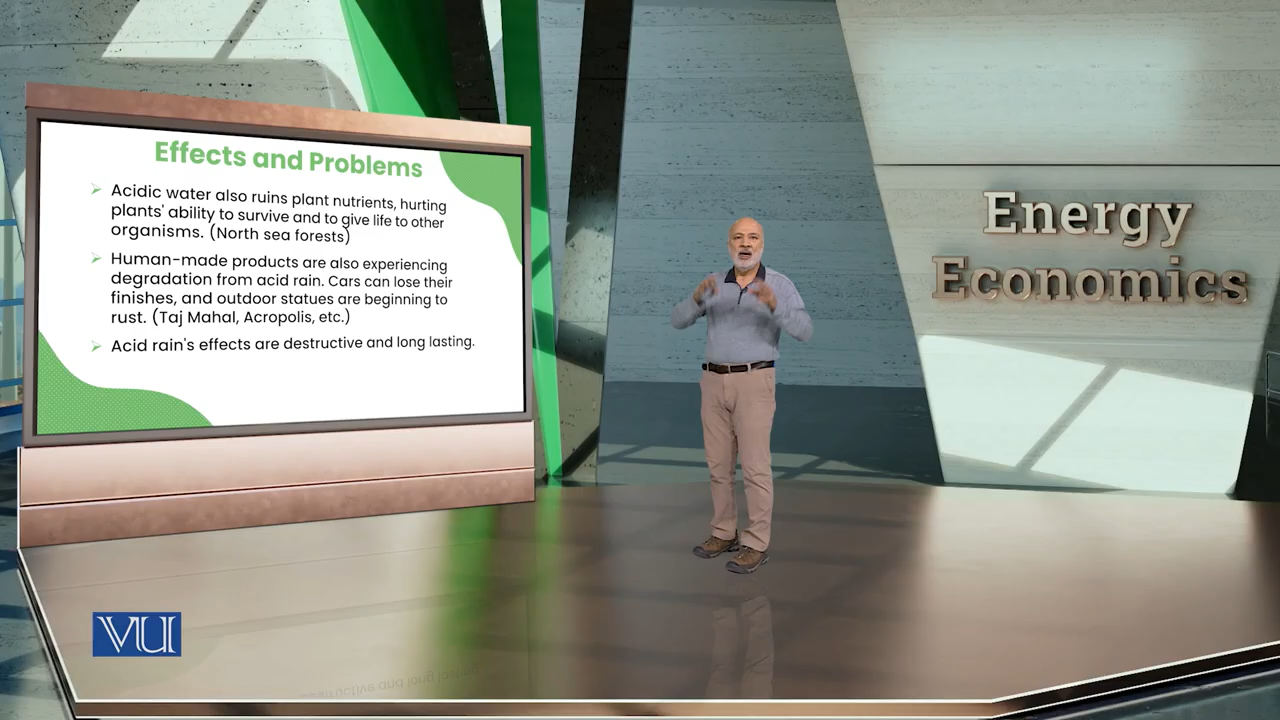 Effects and Problems
Acidic water also ruins plant nutrients, hurting
plants' ability to survive and to give life to other
organisms. (North sea forests)
Human-made products are also experiencing
degradation from acid rain. Cars can lose their
finishes, and outdoor statues are beginning to
rust. (Taj Mahal, Acropolis, etc.)
Acid rain's effects are destructive and long lasting.
Energy
Economics
VU